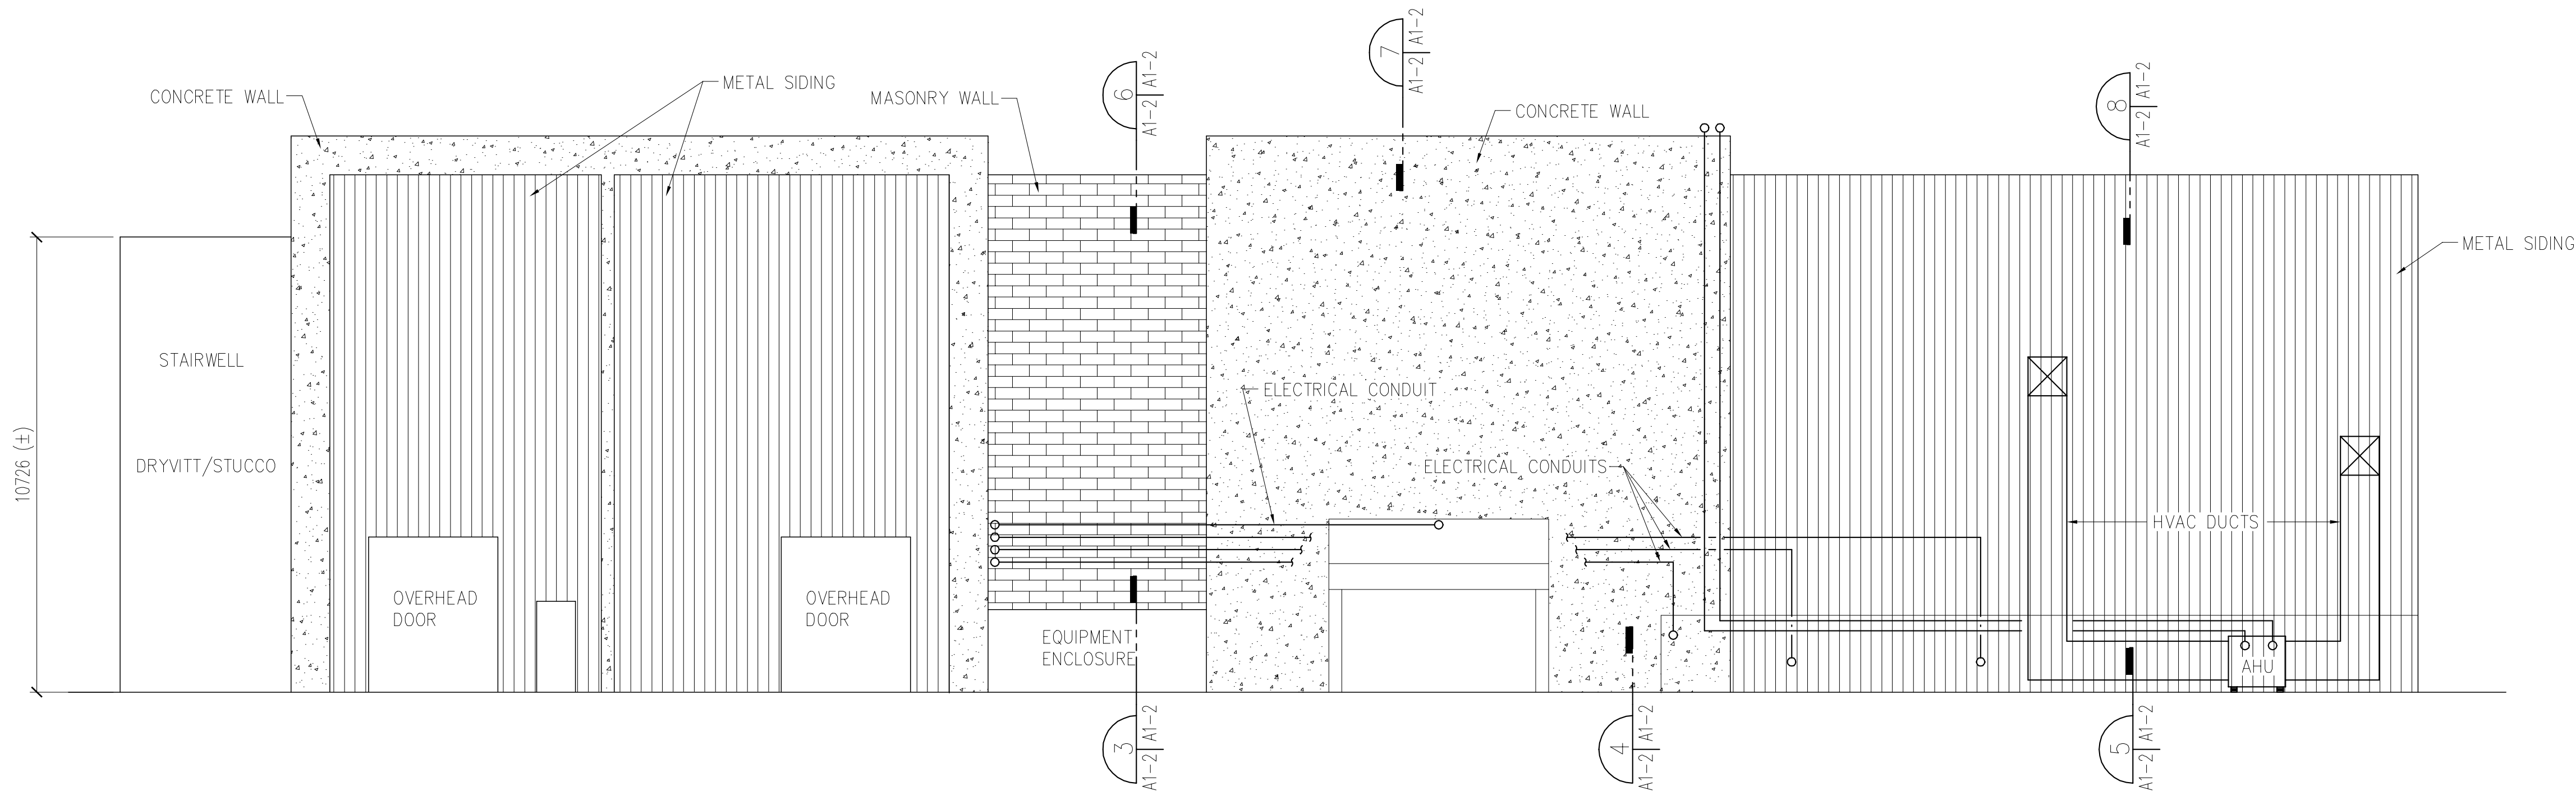 7
A1-2
A1-2
6
A1-2
A1-2
8
A1-2
A1-2
CONCRETE WALL
METAL SIDING
MASONRY WALL
CONCRETE WALL
METAL SIDING
STAIRWELL
DRYVITT/STUCCO
10726 (±)
ELECTRICAL CONDUIT
ELECTRICAL CONDUITS
HVAC DUCTS
OVERHEAD
DOOR
OVERHEAD
DOOR
EQUIPMENT
ENCLOSURE
AHU
3
A1-2
A1-2
4
A1-2
A1-2
5
A1-2
A1-2